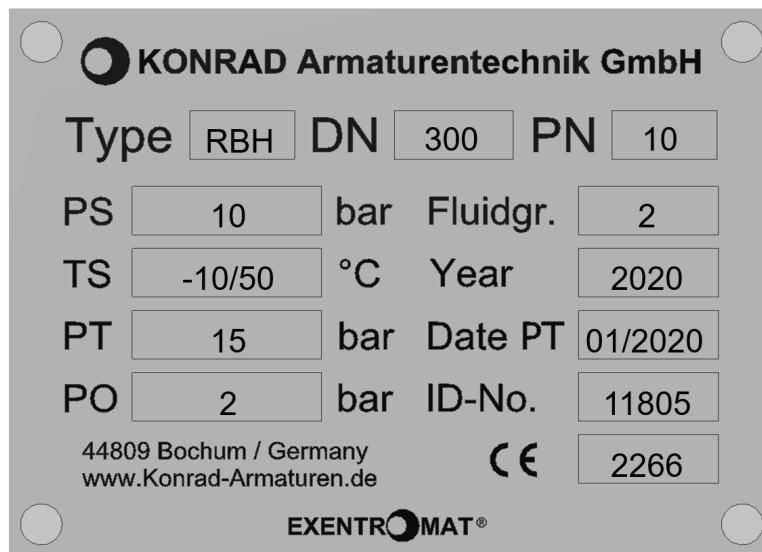 KONRAD Armaturentechnik GmbH
Type RBH DN 300 PN 10
PS 10 bar Fluidgr. 2
TS -10/50 °C Year 2020
PT 15 bar Date PT 01/2020
PO 2 bar ID-No. 11805
44809 Bochum / Germany
www.Konrad-Armaturen.de
CE 2266
EXENTROMAT®